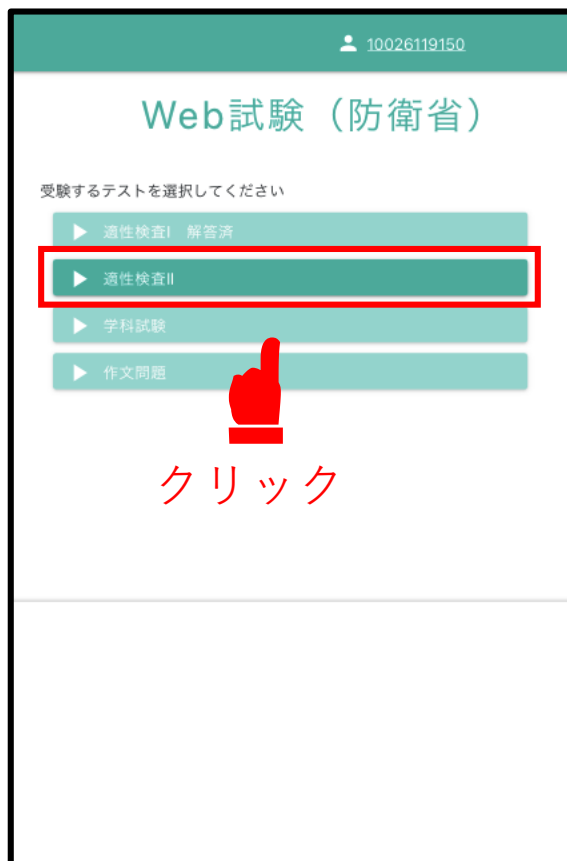 10026119150
Web試験（防衛省）
受験するテストを選択してください
適性検査I　解答済
適性検査II
学科試験
作文問題
クリック